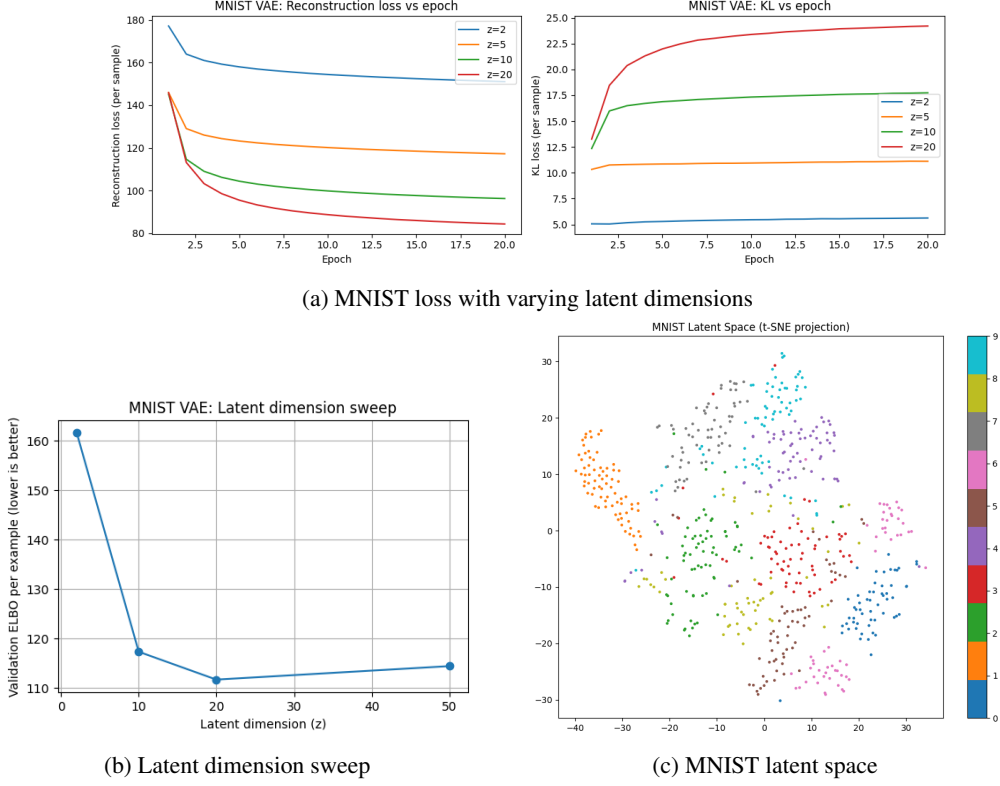 MNIST VAE: Reconstruction loss vs epoch
Reconstruction loss (per sample)
180
160
140
120
100
80
z=2
z=5
z=10
z=20
2.5 5.0 7.5 10.0 12.5 15.0 17.5 20.0
Epoch
MNIST VAE: KL vs epoch
KL loss (per sample)
25.0
22.5
20.0
17.5
15.0
12.5
10.0
7.5
5.0
z=2
z=5
z=10
z=20
2.5 5.0 7.5 10.0 12.5 15.0 17.5 20.0
Epoch
(a) MNIST loss with varying latent dimensions
MNIST VAE: Latent dimension sweep
Validation ELBO per example (lower is better)
160
150
140
130
120
110
0 10 20 30 40 50
Latent dimension (z)
(b) Latent dimension sweep
MNIST Latent Space (t-SNE projection)
30
20
10
0
−10
−20
−30
−40 −30 −20 −10 0 10 20 30
9
8
7
6
5
4
3
2
1
0
(c) MNIST latent space